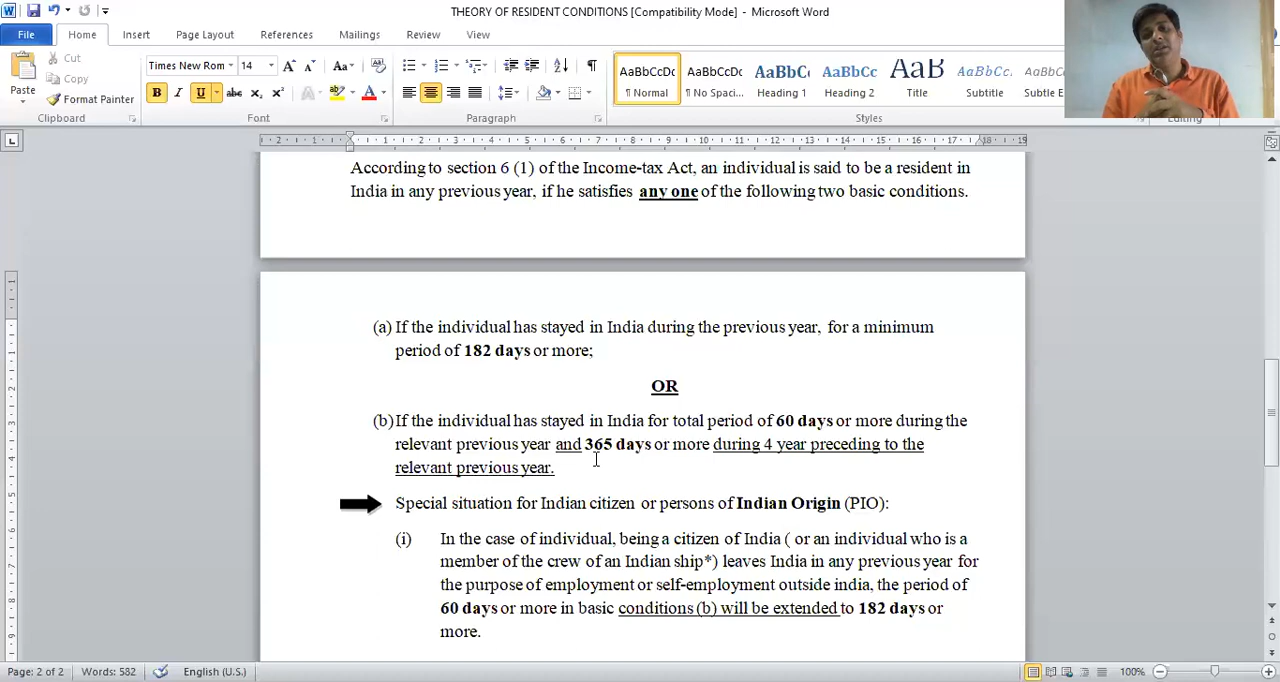 THEORY OF RESIDENT CONDITIONS [Compatibility Mode] - Microsoft Word
File Home Insert Page Layout References Mailings Review View
Cut
Copy
Format Painter
Paste
Clipboard
Times New Rom 14
Font
Paragraph
AaBbCcDc AaBbCcDc AaBbCc AaBbCc AaB AaBbCc. AaBbCc
¶ Normal ¶ No Spaci... Heading 1 Heading 2 Title Subtitle Subtle E
Styles
Editing
According to section 6 (1) of the Income-tax Act, an individual is said to be a resident in
India in any previous year, if he satisfies any one of the following two basic conditions.
(a) If the individual has stayed in India during the previous year, for a minimum
period of 182 days or more;
OR
(b) If the individual has stayed in India for total period of 60 days or more during the
relevant previous year and 365 days or more during 4 year preceding to the
relevant previous year.
Special situation for Indian citizen or persons of Indian Origin (PIO):
(i) In the case of individual, being a citizen of India ( or an individual who is a
member of the crew of an Indian ship*) leaves India in any previous year for
the purpose of employment or self-employment outside india, the period of
60 days or more in basic conditions (b) will be extended to 182 days or
more.
Page: 2 of 2 Words: 582 English (U.S.) 100%